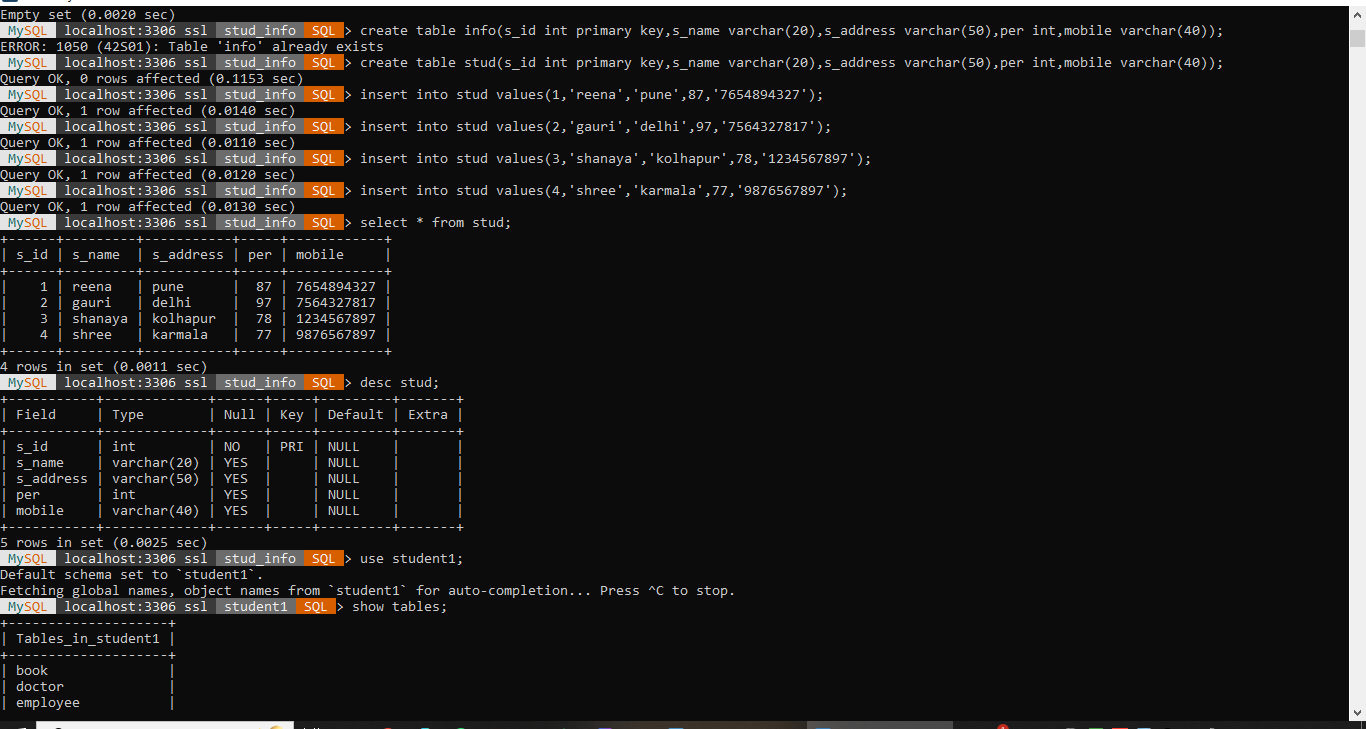 Empty set (0.0020 sec)
MySQL localhost:3306 ssl stud_info SQL > create table info(s_id int primary key,s_name varchar(20),s_address varchar(50),per int,mobile varchar(40));
ERROR: 1050 (42S01): Table 'info' already exists
MySQL localhost:3306 ssl stud_info SQL > create table stud(s_id int primary key,s_name varchar(20),s_address varchar(50),per int,mobile varchar(40));
Query OK, 0 rows affected (0.1153 sec)
MySQL localhost:3306 ssl stud_info SQL > insert into stud values(1,'reena','pune',87,'7654894327');
Query OK, 1 row affected (0.0140 sec)
MySQL localhost:3306 ssl stud_info SQL > insert into stud values(2,'gauri','delhi',97,'7564327817');
Query OK, 1 row affected (0.0110 sec)
MySQL localhost:3306 ssl stud_info SQL > insert into stud values(3,'shanaya','kolhapur',78,'1234567897');
Query OK, 1 row affected (0.0120 sec)
MySQL localhost:3306 ssl stud_info SQL > insert into stud values(4,'shree','karmala',77,'9876567897');
Query OK, 1 row affected (0.0130 sec)
MySQL localhost:3306 ssl stud_info SQL > select * from stud;
+------+---------+-----------+-----+------------+
| s_id | s_name  | s_address | per | mobile     |
+------+---------+-----------+-----+------------+
|    1 | reena   | pune      |  87 | 7654894327 |
|    2 | gauri   | delhi     |  97 | 7564327817 |
|    3 | shanaya | kolhapur  |  78 | 1234567897 |
|    4 | shree   | karmala   |  77 | 9876567897 |
+------+---------+-----------+-----+------------+
4 rows in set (0.0011 sec)
MySQL localhost:3306 ssl stud_info SQL > desc stud;
+-----------+-------------+------+-----+---------+-------+
| Field     | Type        | Null | Key | Default | Extra |
+-----------+-------------+------+-----+---------+-------+
| s_id      | int         | NO   | PRI | NULL    |       |
| s_name    | varchar(20) | YES  |     | NULL    |       |
| s_address | varchar(50) | YES  |     | NULL    |       |
| per       | int         | YES  |     | NULL    |       |
| mobile    | varchar(40) | YES  |     | NULL    |       |
+-----------+-------------+------+-----+---------+-------+
5 rows in set (0.0025 sec)
MySQL localhost:3306 ssl stud_info SQL > use student1;
Default schema set to `student1`.
Fetching global names, object names from `student1` for auto-completion... Press ^C to stop.
MySQL localhost:3306 ssl student1 SQL > show tables;
+--------------------+
| Tables_in_student1 |
+--------------------+
| book               |
| doctor             |
| employee           |